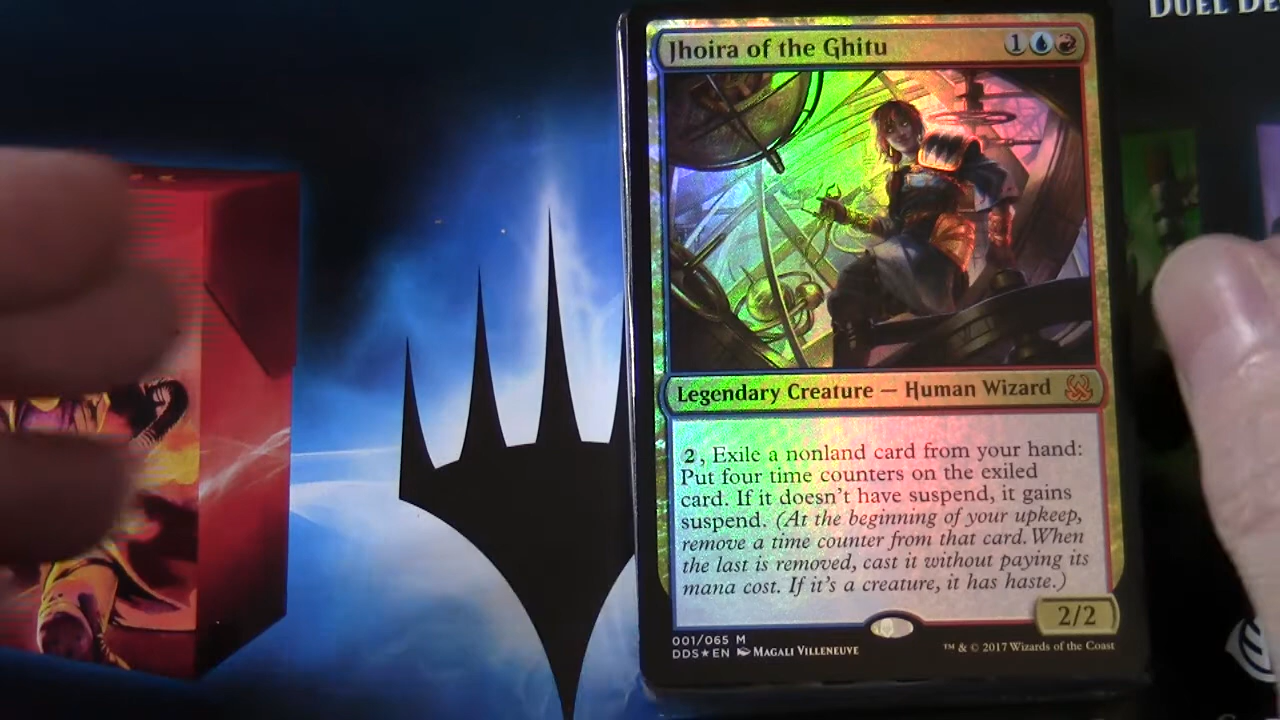 DUEL DE
Jhoira of the Ghitu
1
Legendary Creature — Human Wizard
2, Exile a nonland card from your hand:
Put four time counters on the exiled
card. If it doesn't have suspend, it gains
suspend. (At the beginning of your upkeep,
remove a time counter from that card. When
the last is removed, cast it without paying its
mana cost. If it's a creature, it has haste.)
2/2
001/065 M
DDS★EN Magali Villeneuve
™ & © 2017 Wizards of the Coast